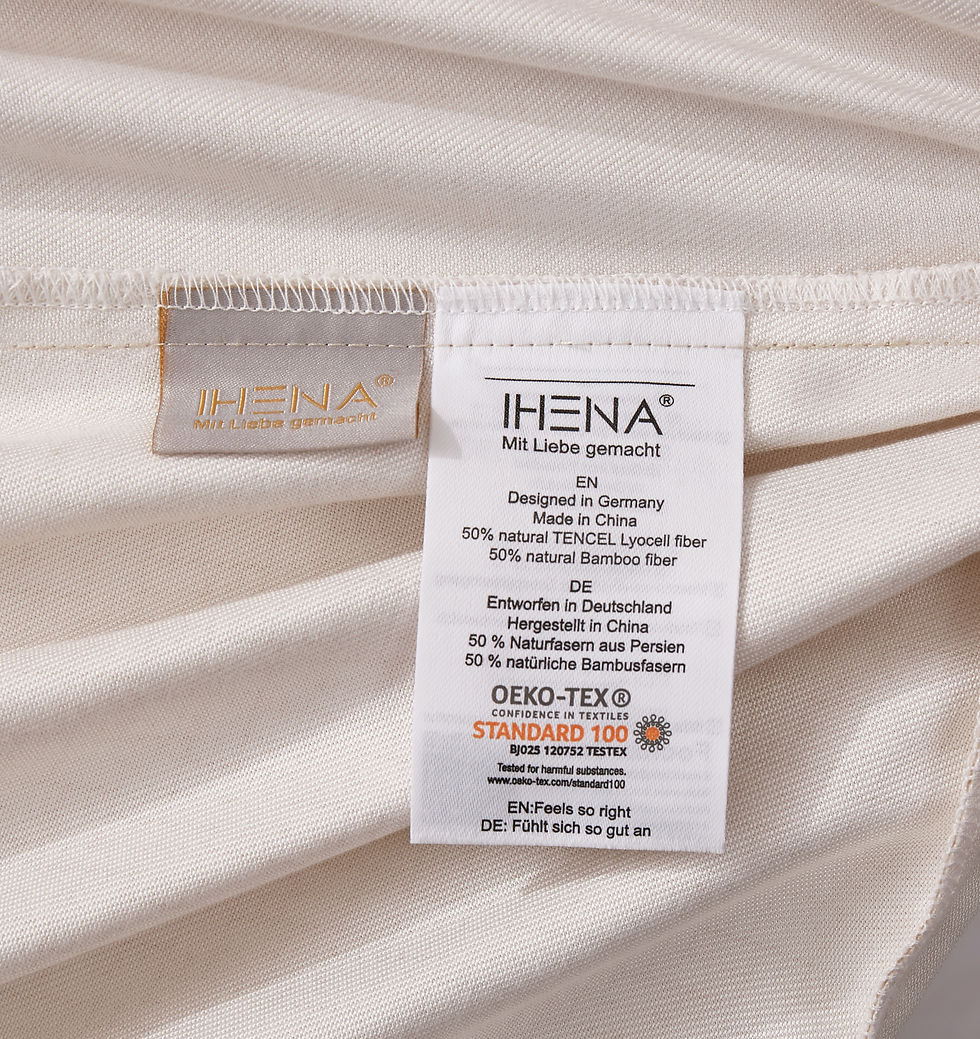 IHENA®
Mit Liebe gemacht
IHENA®
Mit Liebe gemacht
EN
Designed in Germany
Made in China
50% natural TENCEL Lyocell fiber
50% natural Bamboo fiber
DE
Entworfen in Deutschland
Hergestellt in China
50 % Naturfasern aus Persien
50 % natürliche Bambusfasern
OEKO-TEX®
CONFIDENCE IN TEXTILES
STANDARD 100
BJ025 120752 TESTEX
Tested for harmful substances.
www.oeko-tex.com/standard100
EN:Feels so right
DE: Fühlt sich so gut an